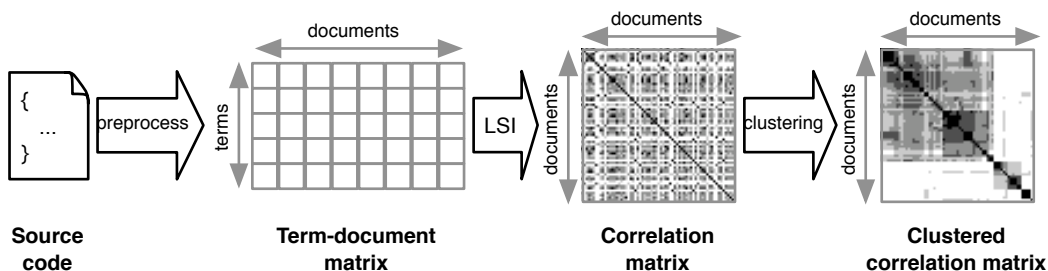 documents
documents
documents
{
...
}
preprocess
terms
LSI
documents
clustering
documents
Source
code
Term-document
matrix
Correlation
matrix
Clustered
correlation matrix